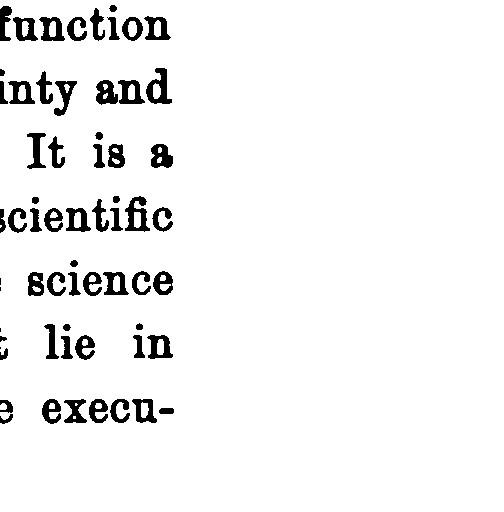 function
inty and
It is a
scientific
science
lie in
execu-